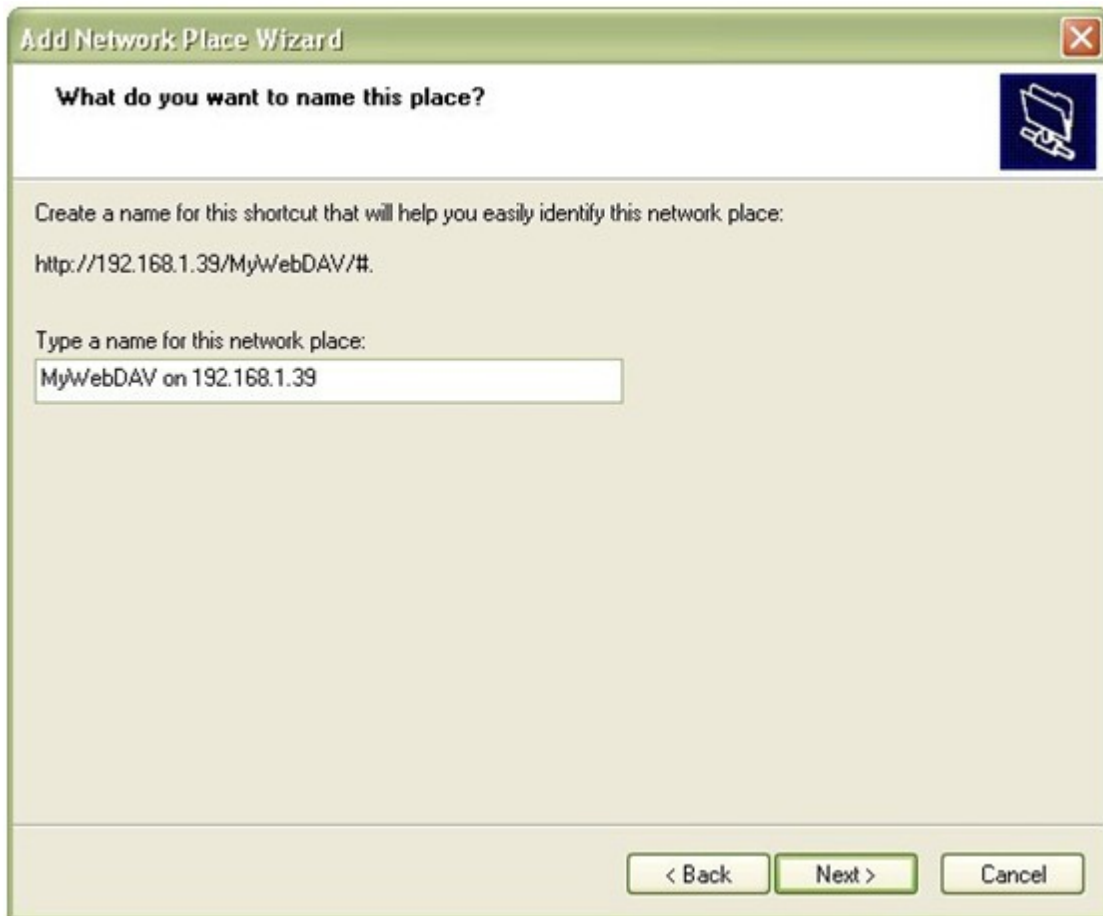 Add Network Place Wizard
What do you want to name this place?
Create a name for this shortcut that will help you easily identify this network place:
http://192.168.1.39/MyWebDAV/#.
Type a name for this network place:
MyWebDAV on 192.168.1.39
< Back Next > Cancel